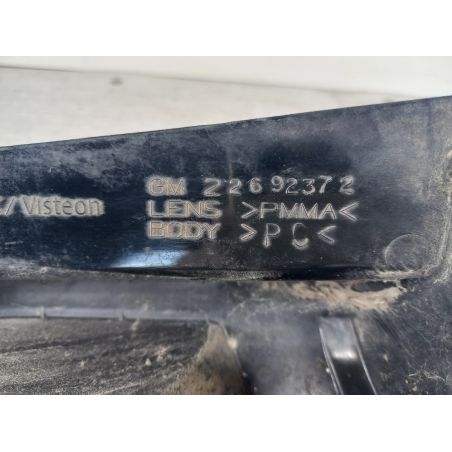 GM 22692372
/Visteon LENS >PMMA<
BODY >PC<